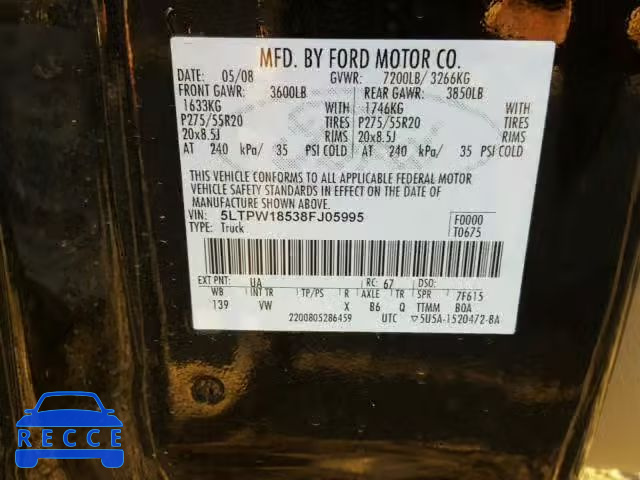 MFD. BY FORD MOTOR CO.
DATE: 05/08 GVWR: 7200LB/ 3266KG
FRONT GAWR: 3600LB REAR GAWR: 3850LB
1633KG WITH 1746KG WITH
P275/55R20 TIRES P275/55R20 TIRES
20x8.5J RIMS 20x8.5J RIMS
AT 240 kPa/ 35 PSI COLD AT 240 kPa/ 35 PSI COLD
THIS VEHICLE CONFORMS TO ALL APPLICABLE FEDERAL MOTOR
VEHICLE SAFETY STANDARDS IN EFFECT ON THE DATE OF
MANUFACTURE SHOWN ABOVE.
VIN: 5LTPW18538FJ05995 F0000
TYPE: Truck T0675
EXT PNT: UA RC: 67 DSO:
WB INT TR TP/PS R AXLE TR SPR 7F615
139 VW X B6 Q TTMM BOA
2200805286459 UTC ▽5U5A-1520472-BA
RECCE